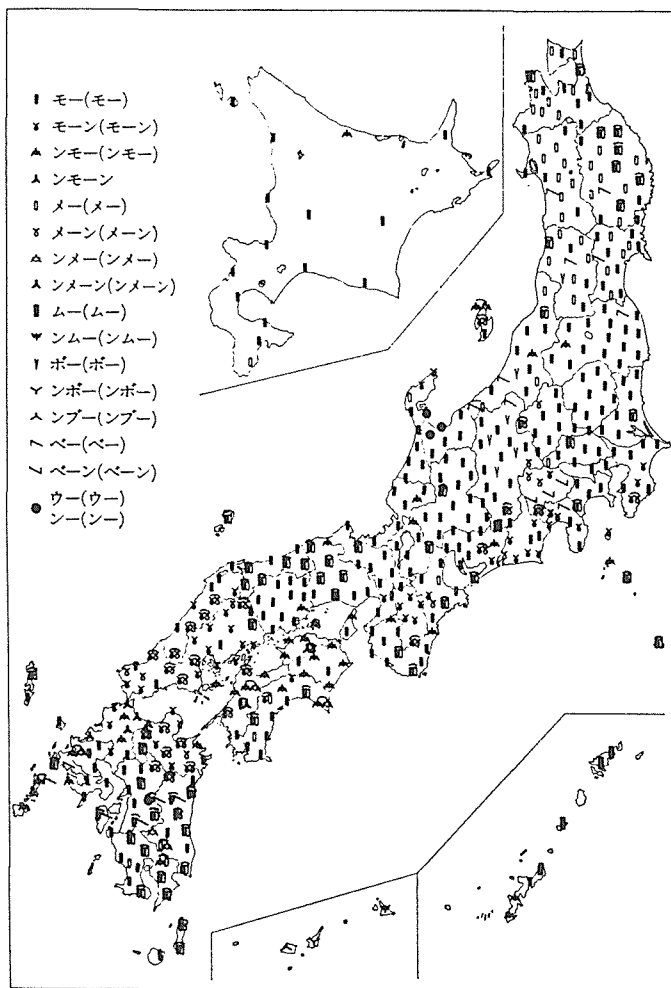 モー(モー)
モーン(モーン)
ンモー(ンモー)
ンモーン
メー(メー)
メーン(メーン)
ンメー(ンメー)
ンメーン(ンメーン)
ムー(ムー)
ンムー(ンムー)
ボー(ボー)
ンボー(ンボー)
ンブー(ンブー)
ベー(ベー)
ベーン(ベーン)
ウー(ウー)
ンー(ンー)